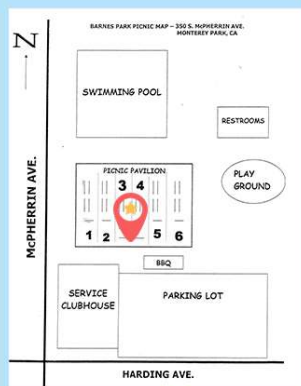 BARNES PARK PICNIC MAP – 350 S. McPHERRIN AVE.
MONTEREY PARK, CA
N
SWIMMING POOL
RESTROOMS
PICNIC PAVILION
3 4
PLAY
GROUND
1 2 5 6
BBQ
McPHERRIN AVE.
SERVICE
CLUBHOUSE
PARKING LOT
HARDING AVE.